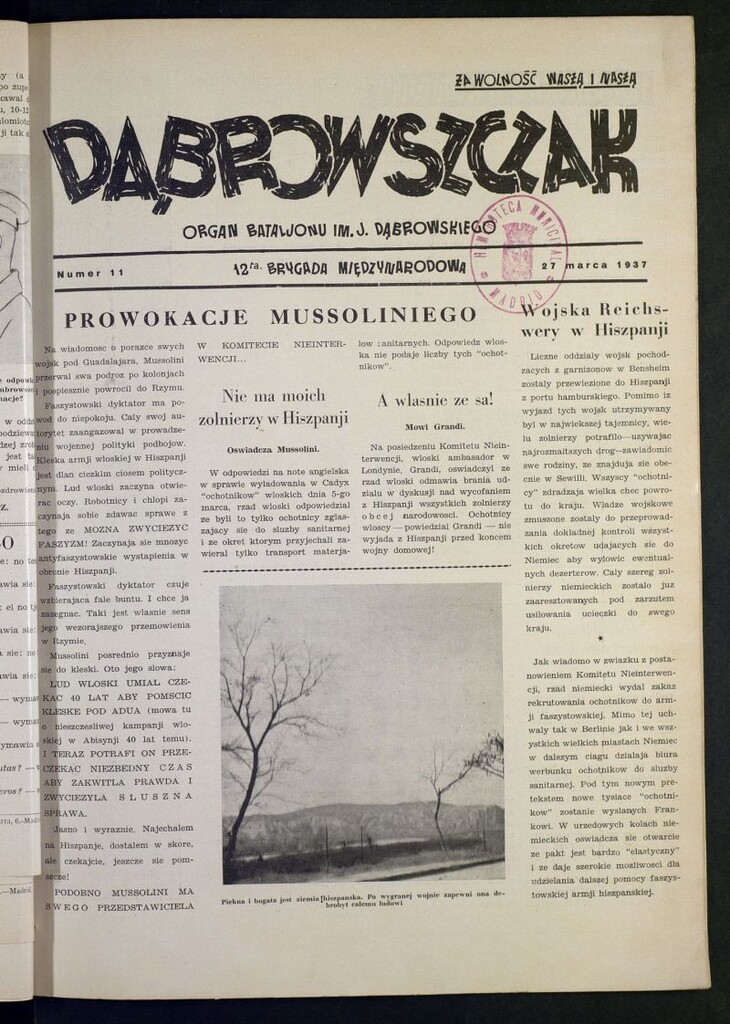 ZA WOLNOŚĆ WASZĄ I NASZĄ
DĄBROWSZCZAK
ORGAN BATALJONU IM. J. DĄBROWSKIEGO
HEMEROTECA MUNICIPAL
MADRID
Numer 11
12ra. BRYGADA MIĘDZYNARODOWA
27 marca 1937
PROWOKACJE MUSSOLINIEGO
Na wiadomosc o porazce swych
wojsk pod Guadalajara, Mussolini
przerwal swa podroz po kolonjach
i pospiesznie powrocil do Rzymu.
Faszystowski dyktator ma po-
wod do niepokoju. Caly swoj au-
torytet zaangazowal w prowadze-
niu wojennej polityki podbojow.
Kleska armji wloskiej w Hiszpanji
jest dlan ciezkim ciosem politycz-
nym. Lud wloski zaczyna otwie-
rac oczy. Robotnicy i chlopi za-
czynaja sobie zdawac sprawe z
tego ze MOZNA ZWYCIEZYC
FASZYZM! Zaczynaja sie mnozyc
antyfaszystowskie wystapienia w
obronie Hiszpanji.
Faszystowski dyktator czuje
wzbierajaca fale buntu. I chce ja
zazegnac. Taki jest wlasnie sens
jego wczorajszego przemowienia
w Rzymie.
Mussolini posrednio przyznaje
sie do kleski. Oto jego slowa:
LUD WLOSKI UMIAL CZE-
KAC 40 LAT ABY POMSCIC
KLESKE POD ADUA (mowa tu
o nieszczesliwej kampanji wlo-
skiej w Abisynji 40 lat temu).
I TERAZ POTRAFI ON PRZE-
CZEKAC NIEZBEDNY CZAS
ABY ZAKWITLA PRAWDA I
ZWYCIEZYLA SLUSZNA
SPRAWA.
Jasno i wyraznie. Najechalem
na Hiszpanje, dostalem w skore,
ale czekajcie, jeszcze sie pom-
szcze!
PODOBNO MUSSOLINI MA
SWEGO PRZEDSTAWICIELA
W KOMITECIE NIEINTER-
WENCJI...
Nie ma moich
zolnierzy w Hiszpanji
Oswiadcza Mussolini.
W odpowiedzi na note angielska
w sprawie wyladowania w Cadyx
"ochotnikow" wloskich dnia 5-go
marca, rzad wloski odpowiedzial
ze byli to tylko ochotnicy zglas-
zajacy sie do sluzby sanitarnej
i ze okret ktorym przyjechali za-
wieral tylko transport materja-
low sanitarnych. Odpowiedz wlos-
ka nie podaje liczby tych "ochot-
nikow".
A wlasnie ze sa!
Mowi Grandi.
Na posiedzeniu Komitetu Niein-
terwencji, wloski ambasador w
Londynie, Grandi, oswiadczyl ze
rzad wloski odmawia brania ud-
zialu w dyskusji nad wycofaniem
z Hiszpanji wszystkich zolnierzy
obcej narodowosci. Ochotnicy
wloscy — powiedzial Grandi — nie
wyjada z Hiszpanji przed koncem
wojny domowej!
Piekna i bogata jest ziemia hiszpanska. Po wygranej wojnie zapewni ona do-
brobyt calemu ludowi
Wojska Reichs-
wery w Hiszpanji
Liczne oddzialy wojsk pochod-
zacych z garnizonow w Bensheim
zostaly przewiezione do Hiszpanji
z portu hamburskiego. Pomimo iz
wyjazd tych wojsk utrzymywany
byl w najwiekszej tajemnicy, wie-
lu zolnierzy potrafilo—uzywajac
najrozmaitszych drog—zawiadomic
swe rodziny, ze znajduja sie obec-
nie w Sewilli. Wszyscy "ochotni-
cy" zdradzaja wielka chec powro-
tu do kraju. Wladze wojskowe
zmuszone zostaly do przeprowad-
zania dokladnej kontroli wszyst-
kich okretow udajacych sie do
Niemiec aby wylowic ewentual-
nych dezerterow. Caly szereg zol-
nierzy niemieckich zostalo juz
zaaresztowanych pod zarzutem
usilowania ucieczki do swego
kraju.
*
Jak wiadomo w zwiazku z posta-
nowieniem Komitetu Nieinterwen-
cji, rzad niemiecki wydal zakaz
rekrutowania ochotnikow do arm-
ji faszystowskiej. Mimo tej uch-
waly tak w Berlinie jak i we wsz-
ystkich wielkich miastach Niemiec
w dalszym ciagu dzialaja biura
werbunku ochotnikow do sluzby
sanitarnej. Pod tym nowym pre-
tekstem nowe tysiace "ochotni-
kow" zostanie wyslanych Fran-
kowi. W urzedowych kolach nie-
mieckich oswiadcza sie otwarcie
ze pakt jest bardzo "elastyczny"
i ze daje szerokie mozliwosci dla
udzielania dalszej pomocy faszys-
towskiej armji hiszpanskiej.